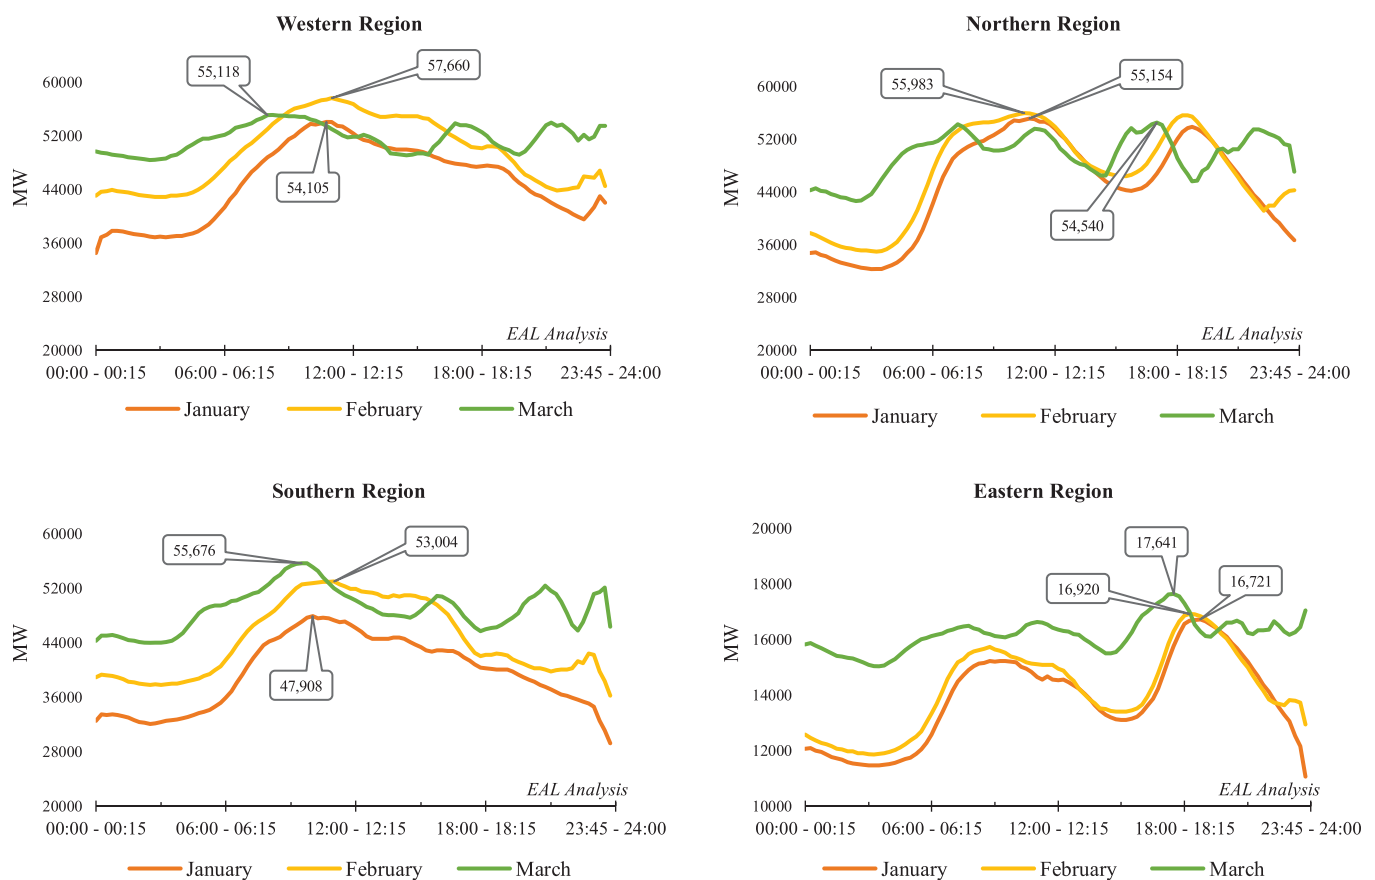 Western Region
55,118
57,660
54,105
60000
52000
44000
36000
28000
20000
MW
EAL Analysis
00:00 - 00:15 06:00 - 06:15 12:00 - 12:15 18:00 - 18:15 23:45 - 24:00
January February March
Northern Region
55,983
55,154
54,540
60000
52000
44000
36000
28000
20000
MW
EAL Analysis
00:00 - 00:15 06:00 - 06:15 12:00 - 12:15 18:00 - 18:15 23:45 - 24:00
January February March
Southern Region
55,676
53,004
47,908
60000
52000
44000
36000
28000
20000
MW
EAL Analysis
00:00 - 00:15 06:00 - 06:15 12:00 - 12:15 18:00 - 18:15 23:45 - 24:00
January February March
Eastern Region
17,641
16,920
16,721
20000
18000
16000
14000
12000
10000
MW
EAL Analysis
00:00 - 00:15 06:00 - 06:15 12:00 - 12:15 18:00 - 18:15 23:45 - 24:00
January February March